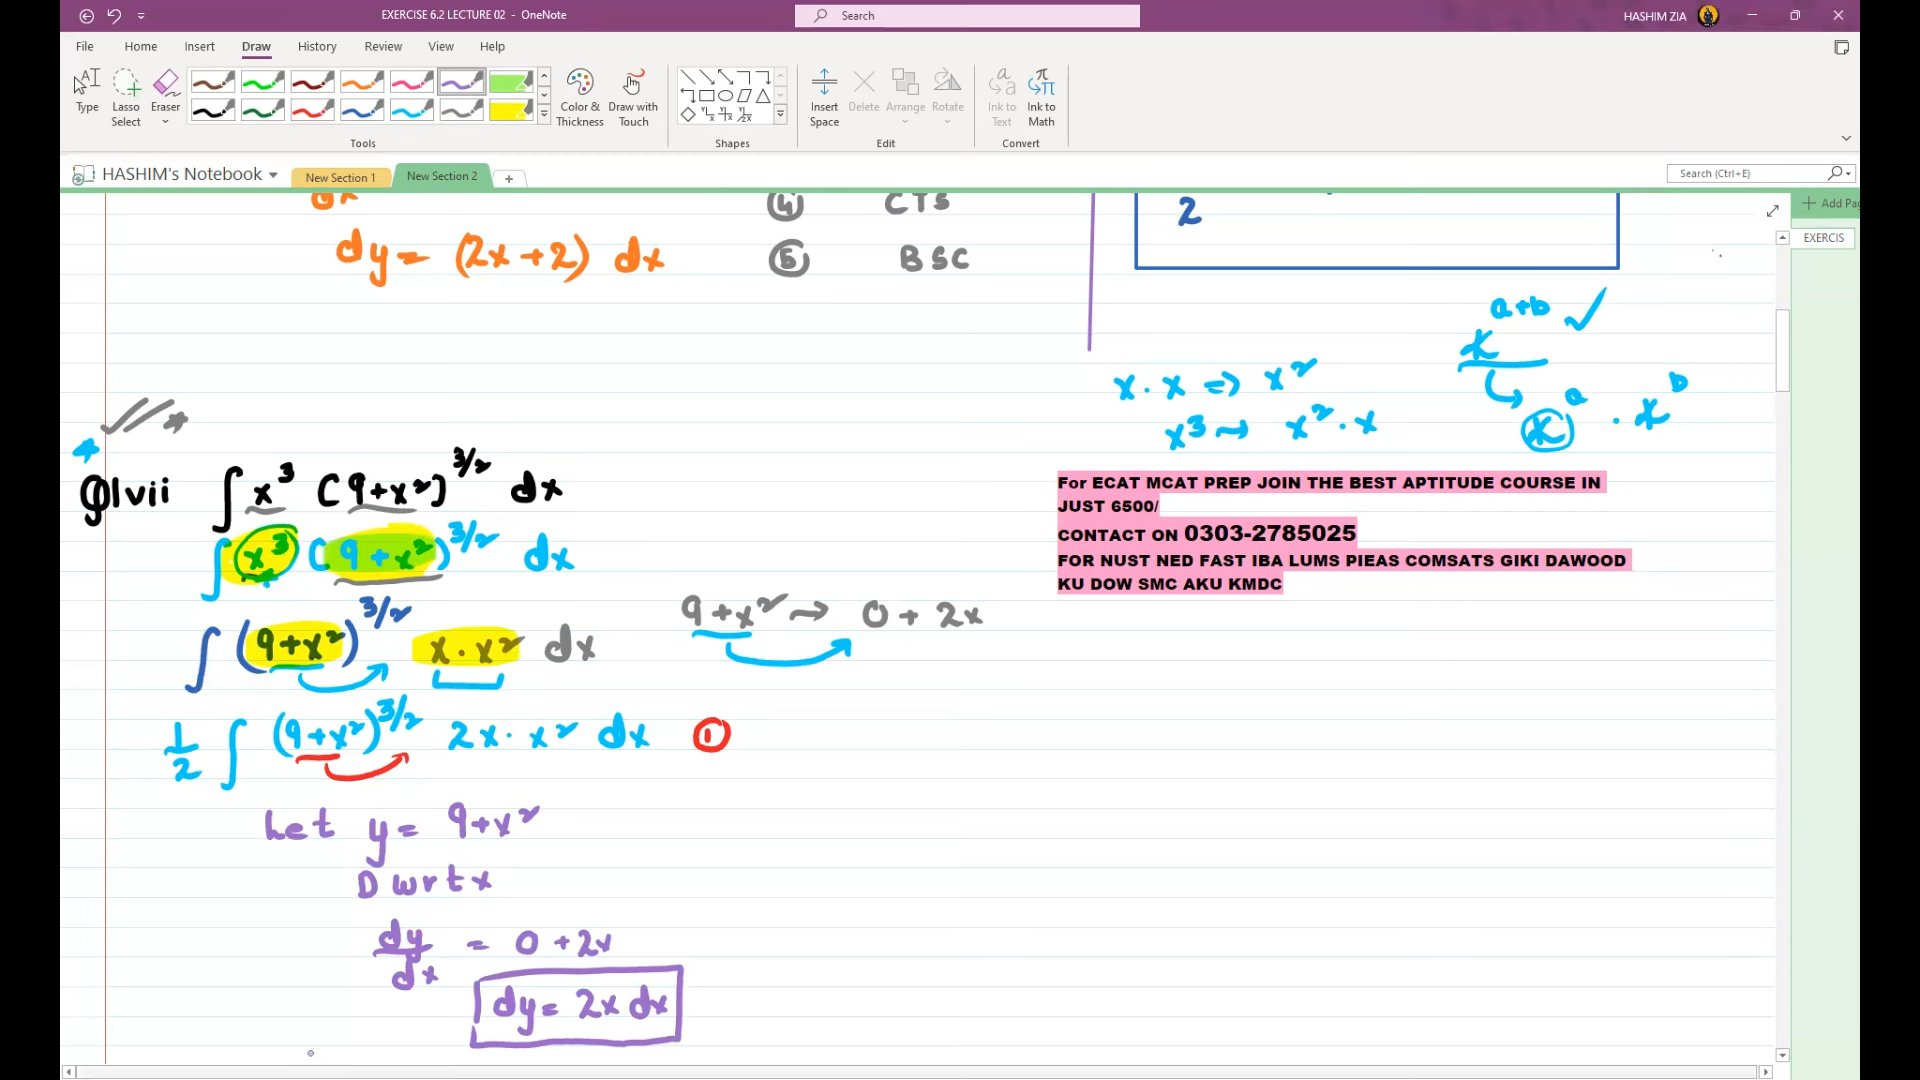 EXERCISE 6.2 LECTURE 02 - OneNote
Search
HASHIM ZIA
File Home Insert Draw History Review View Help
Type
Lasso Select
Eraser
Color & Thickness
Draw with Touch
Insert Space
Delete
Arrange
Rotate
Ink to Text
Ink to Math
Tools Shapes Edit Convert
HASHIM's Notebook
New Section 1
New Section 2
Search (Ctrl+E)
Add Pag
EXERCIS
dx
④ CTS
2
dy = (2x+2) dx
⑤ BSC
x^(a+b) ✓
x · x => x²
x^a · x^b
x³ → x² · x
Q lvii ∫ x³ (9+x²)^3/2 dx
∫ x³ (9+x²)^3/2 dx
For ECAT MCAT PREP JOIN THE BEST APTITUDE COURSE IN
JUST 6500/
CONTACT ON 0303-2785025
FOR NUST NED FAST IBA LUMS PIEAS COMSATS GIKI DAWOOD
KU DOW SMC AKU KMDC
9+x² → 0 + 2x
∫ (9+x²)^3/2 x·x² dx
1/2 ∫ (9+x²)^3/2 2x·x² dx ①
Let y = 9+x²
D wrt x
dy/dx = 0 + 2x
dy = 2x dx